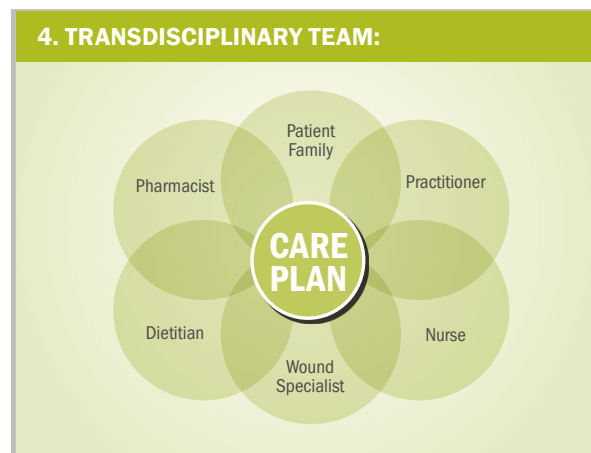 4. TRANSDISCIPLINARY TEAM:
Patient
Family
Pharmacist
Practitioner
CARE
PLAN
Dietitian
Nurse
Wound
Specialist